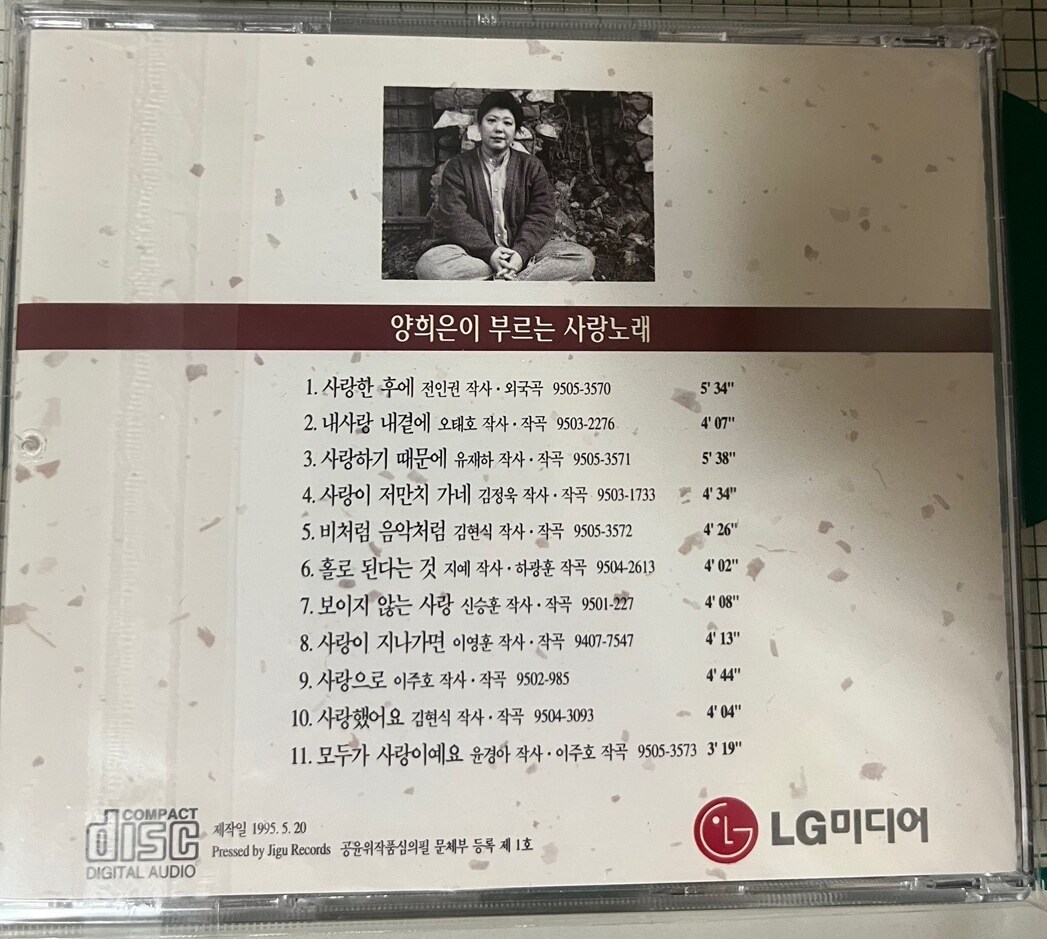 양희은이 부르는 사랑노래
1. 사랑한 후에 전인권 작사·외국곡 9505-3570 5' 34"
2. 내사랑 내곁에 오태호 작사·작곡 9503-2276 4' 07"
3. 사랑하기 때문에 유재하 작사·작곡 9505-3571 5' 38"
4. 사랑이 저만치 가네 김정욱 작사·작곡 9503-1733 4' 34"
5. 비처럼 음악처럼 김현식 작사·작곡 9505-3572 4' 26"
6. 홀로 된다는 것 지예 작사·하광훈 작곡 9504-2613 4' 02"
7. 보이지 않는 사랑 신승훈 작사·작곡 9501-227 4' 08"
8. 사랑이 지나가면 이영훈 작사·작곡 9407-7547 4' 13"
9. 사랑으로 이주호 작사·작곡 9502-985 4' 44"
10. 사랑했어요 김현식 작사·작곡 9504-3093 4' 04"
11. 모두가 사랑이예요 윤경아 작사·이주호 작곡 9505-3573 3' 19"
COMPACT
disc
DIGITAL AUDIO
제작일 1995. 5. 20
Pressed by Jigu Records 공윤위작품심의필 문체부 등록 제 1호
LG미디어